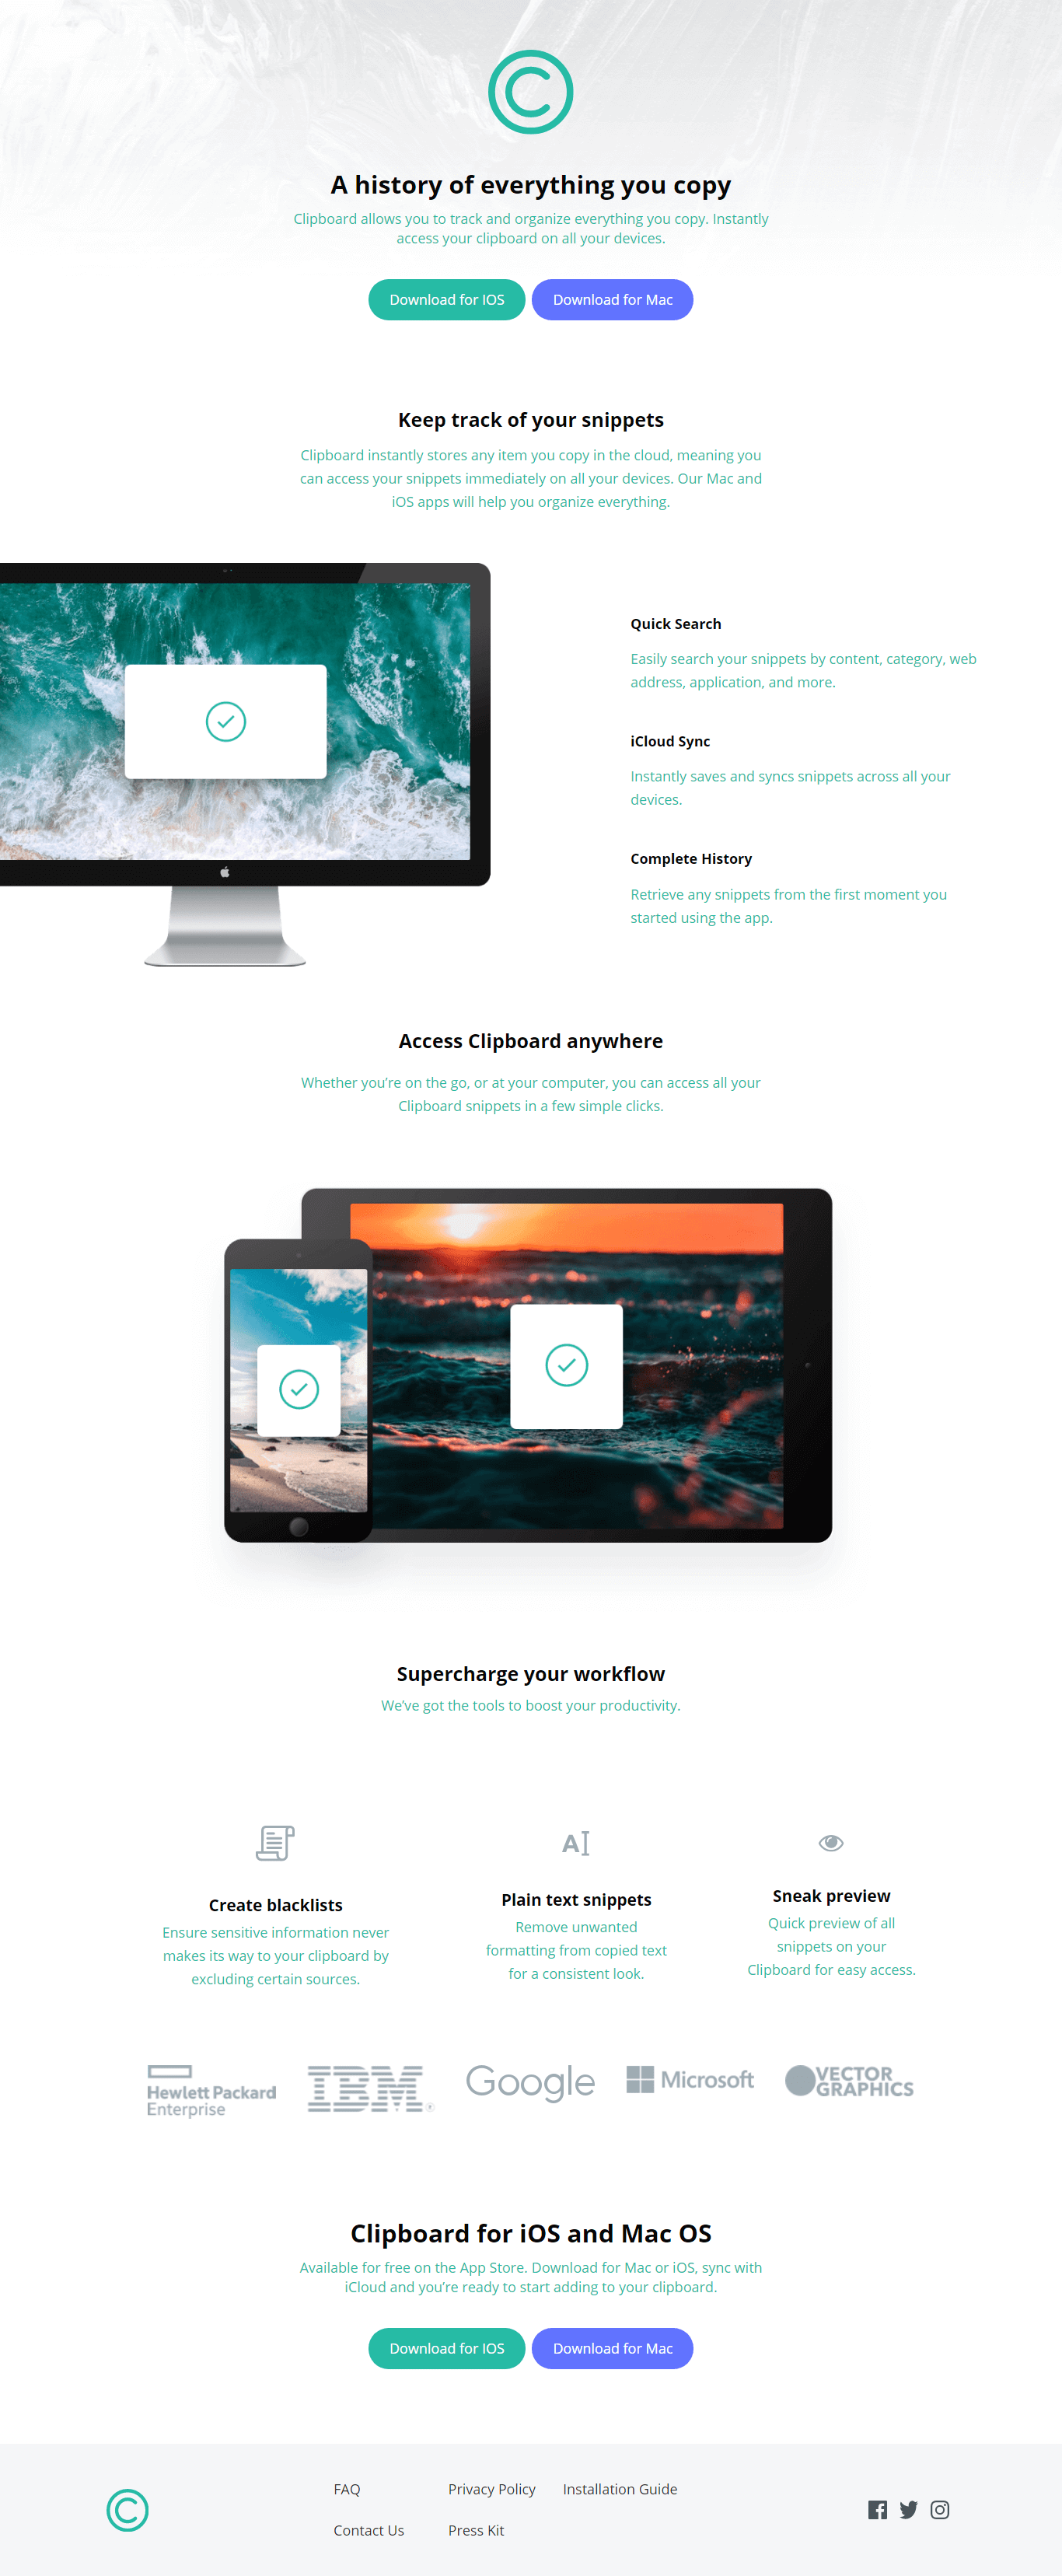 A history of everything you copy
Clipboard allows you to track and organize everything you copy. Instantly
access your clipboard on all your devices.
Download for IOS
Download for Mac
Keep track of your snippets
Clipboard instantly stores any item you copy in the cloud, meaning you
can access your snippets immediately on all your devices. Our Mac and
iOS apps will help you organize everything.
Quick Search
Easily search your snippets by content, category, web
address, application, and more.
iCloud Sync
Instantly saves and syncs snippets across all your
devices.
Complete History
Retrieve any snippets from the first moment you
started using the app.
Access Clipboard anywhere
Whether you’re on the go, or at your computer, you can access all your
Clipboard snippets in a few simple clicks.
Supercharge your workflow
We’ve got the tools to boost your productivity.
Create blacklists
Ensure sensitive information never
makes its way to your clipboard by
excluding certain sources.
Plain text snippets
Remove unwanted
formatting from copied text
for a consistent look.
Sneak preview
Quick preview of all
snippets on your
Clipboard for easy access.
Hewlett Packard
Enterprise
IBM
Google
Microsoft
VECTOR
GRAPHICS
Clipboard for iOS and Mac OS
Available for free on the App Store. Download for Mac or iOS, sync with
iCloud and you’re ready to start adding to your clipboard.
Download for IOS
Download for Mac
FAQ
Privacy Policy
Installation Guide
Contact Us
Press Kit